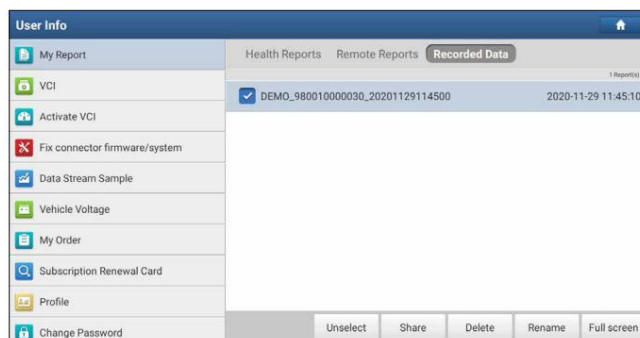 User Info
My Report
VCI
Activate VCI
Fix connector firmware/system
Data Stream Sample
Vehicle Voltage
My Order
Subscription Renewal Card
Profile
Change Password
Health Reports Remote Reports Recorded Data
1 Report(s)
DEMO_980010000030_20201129114500 2020-11-29 11:45:10
Unselect Share Delete Rename Full screen